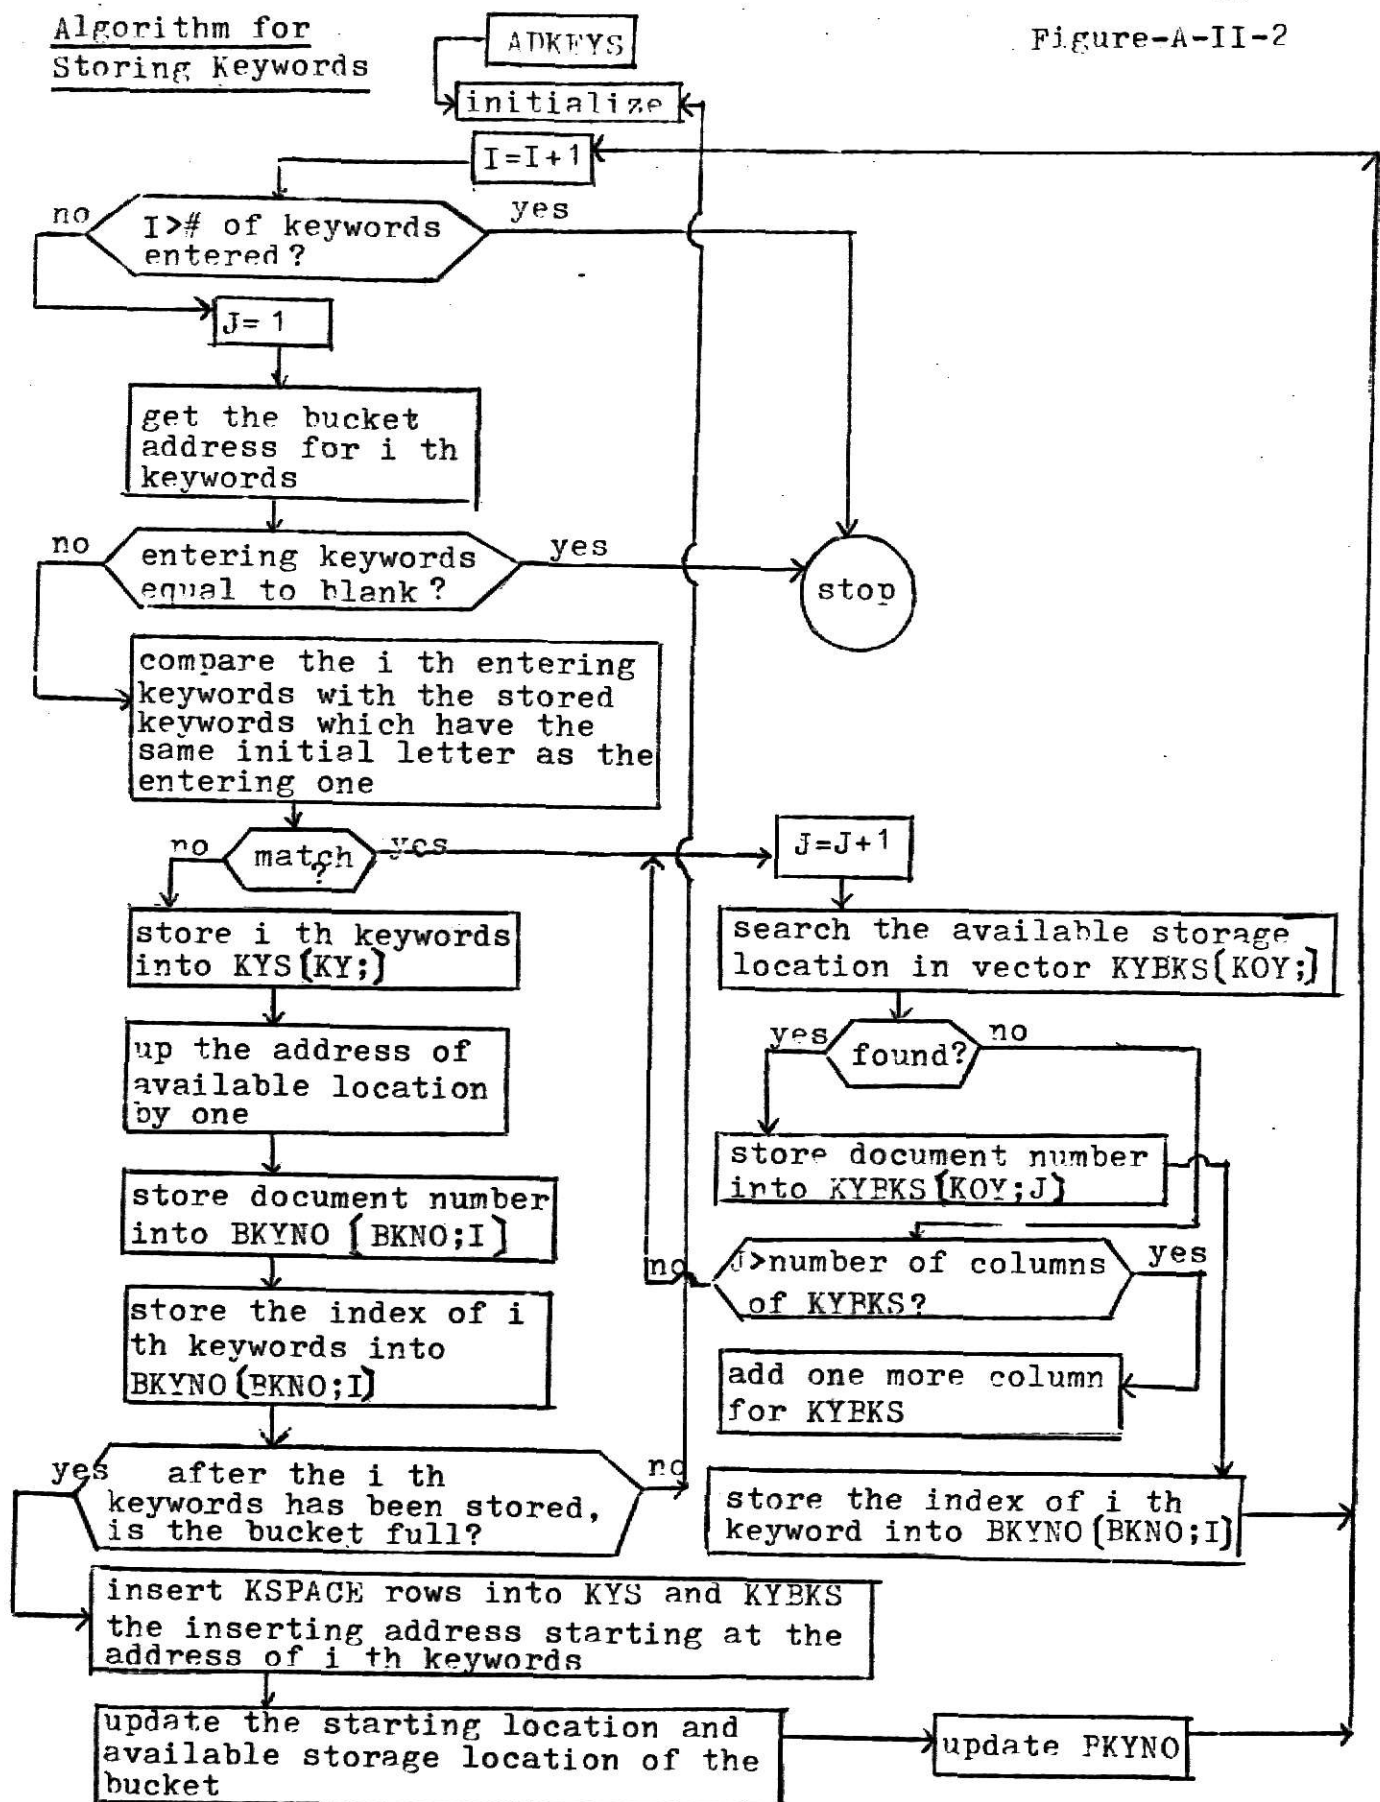 Algorithm for
Storing Keywords
Figure-A-II-2
ADKEYS
initialize
I=I+1
no
I># of keywords
entered?
yes
J= 1
get the bucket
address for i th
keywords
no
entering keywords
equal to blank?
yes
stop
compare the i th entering
keywords with the stored
keywords which have the
same initial letter as the
entering one
no
match
?
yes
J=J+1
store i th keywords
into KYS[KY;]
search the available storage
location in vector KYBKS[KOY;]
up the address of
available location
by one
yes
found?
no
store document number
into KYBKS[KOY;J]
store document number
into BKYNO [BKNO;I]
no
J>number of columns
of KYBKS?
yes
store the index of i
th keywords into
BKYNO[BKNO;I]
add one more column
for KYBKS
yes
after the i th
keywords has been stored,
is the bucket full?
no
store the index of i th
keyword into BKYNO[BKNO;I]
insert KSPACE rows into KYS and KYBKS
the inserting address starting at the
address of i th keywords
update the starting location and
available storage location of the
bucket
update BKYNO